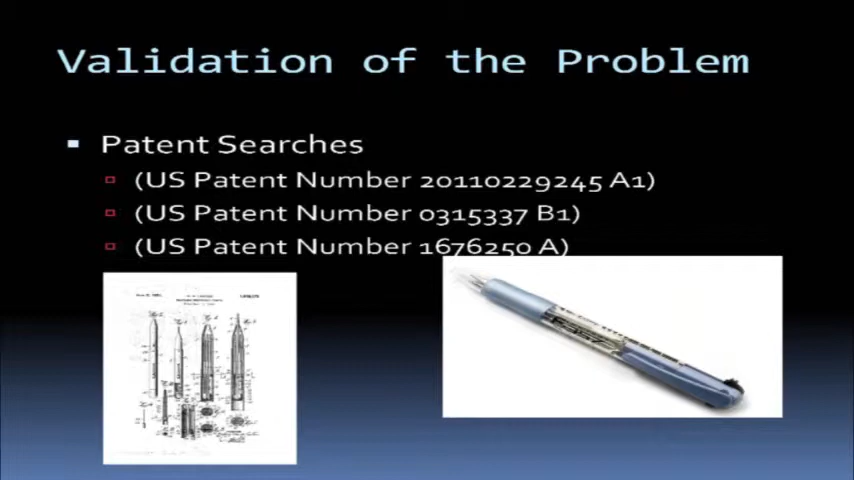 Validation of the Problem
Patent Searches
(US Patent Number 20110229245 A1)
(US Patent Number 0315337 B1)
(US Patent Number 1676250 A)